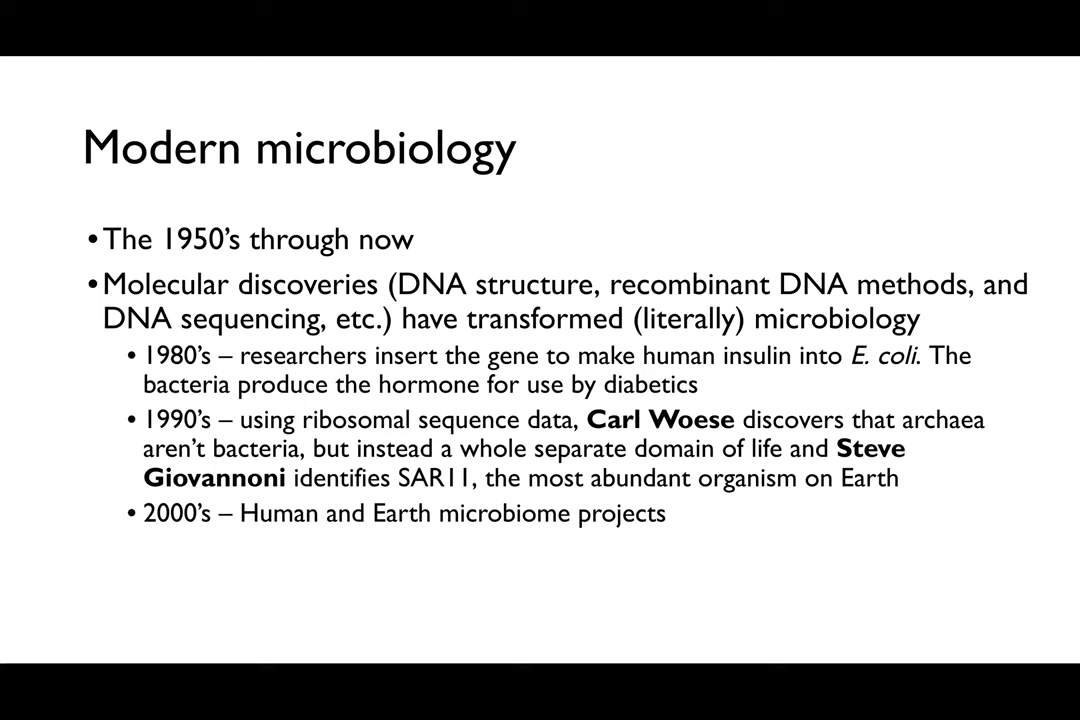 Modern microbiology
•The 1950’s through now
•Molecular discoveries (DNA structure, recombinant DNA methods, and
DNA sequencing, etc.) have transformed (literally) microbiology
• 1980’s – researchers insert the gene to make human insulin into E. coli. The
bacteria produce the hormone for use by diabetics
• 1990’s – using ribosomal sequence data, Carl Woese discovers that archaea
aren’t bacteria, but instead a whole separate domain of life and Steve
Giovannoni identifies SAR11, the most abundant organism on Earth
• 2000’s – Human and Earth microbiome projects